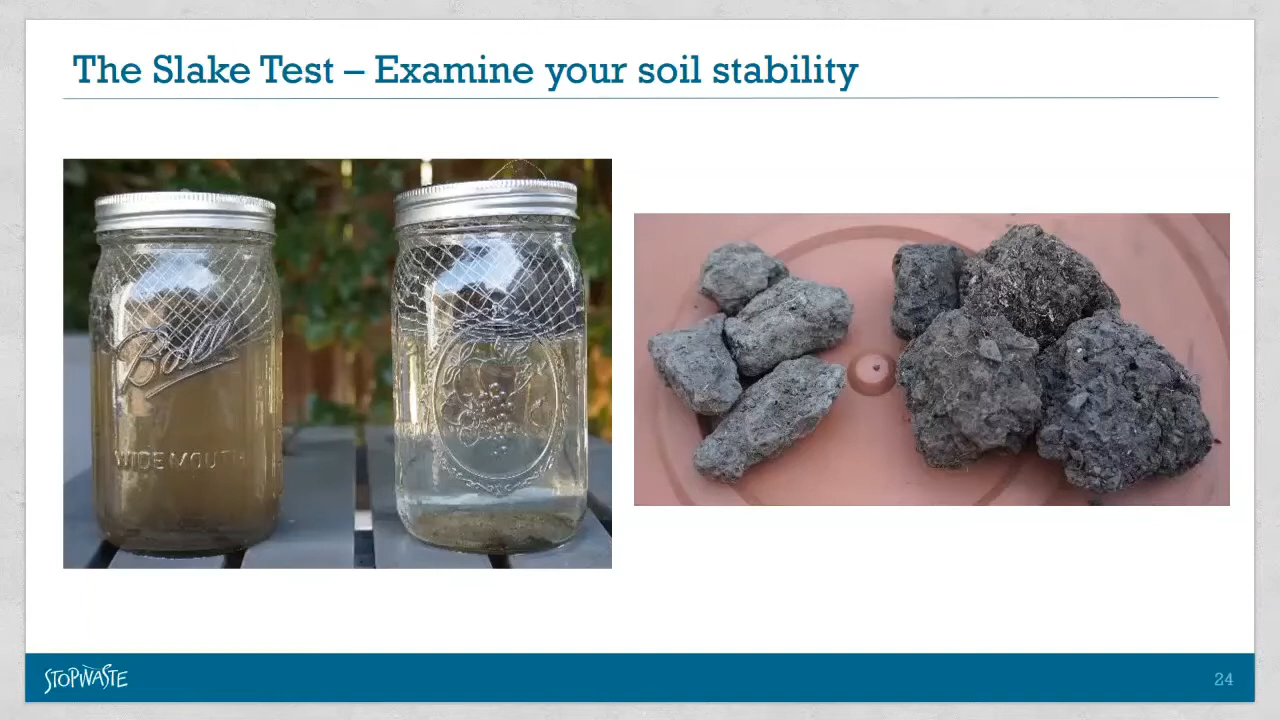 The Slake Test – Examine your soil stability
Ball
WIDE MOUTH
STOPWASTE
24